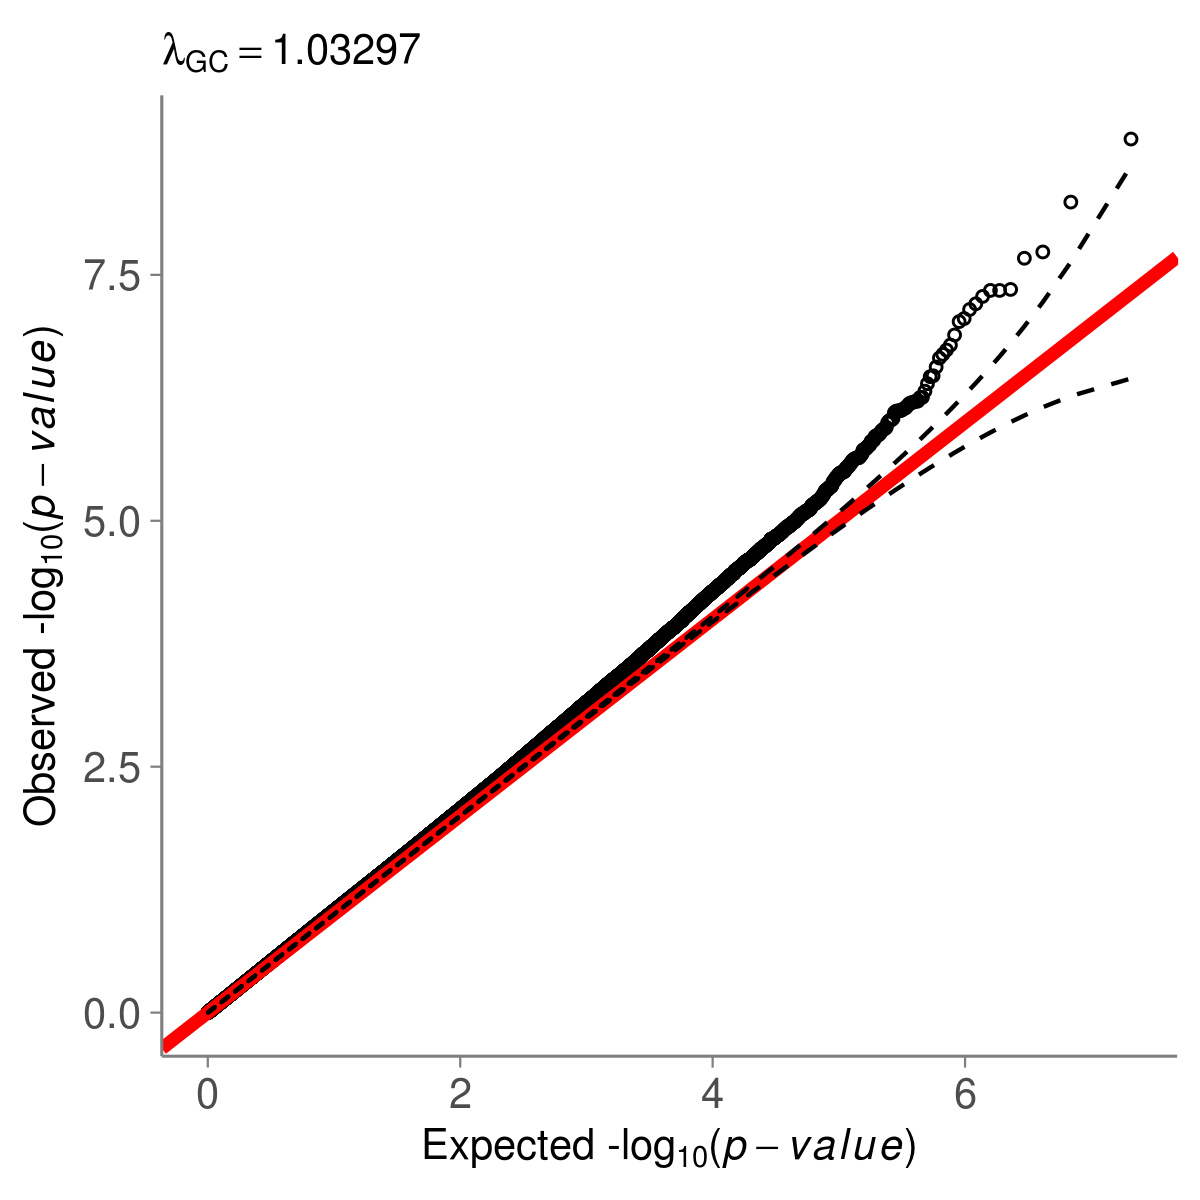 λGC = 1.03297
7.5
5.0
2.5
0.0
Observed -log10(p − value)
0 2 4 6
Expected -log10(p − value)